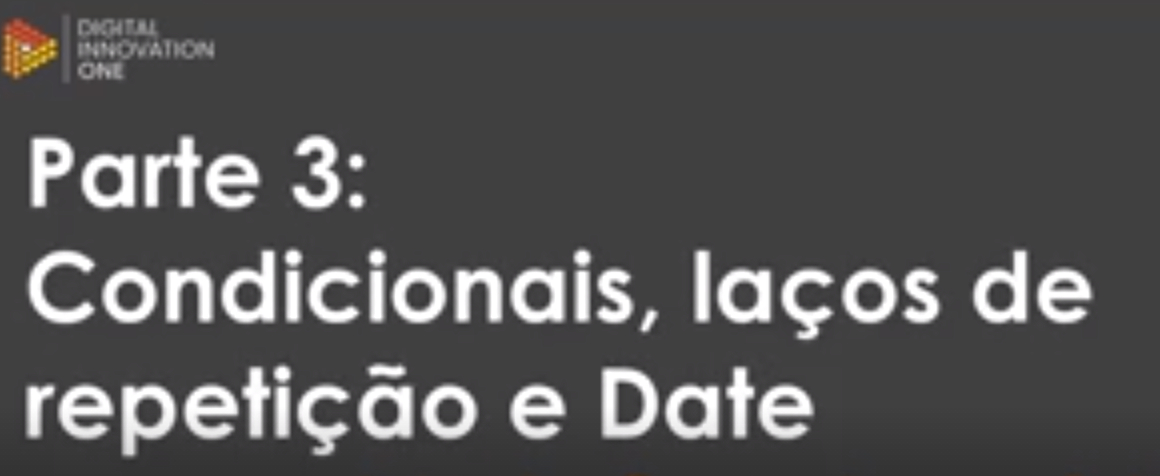 DIGITAL
INNOVATION
ONE
Parte 3:
Condicionais, laços de
repetição e Date